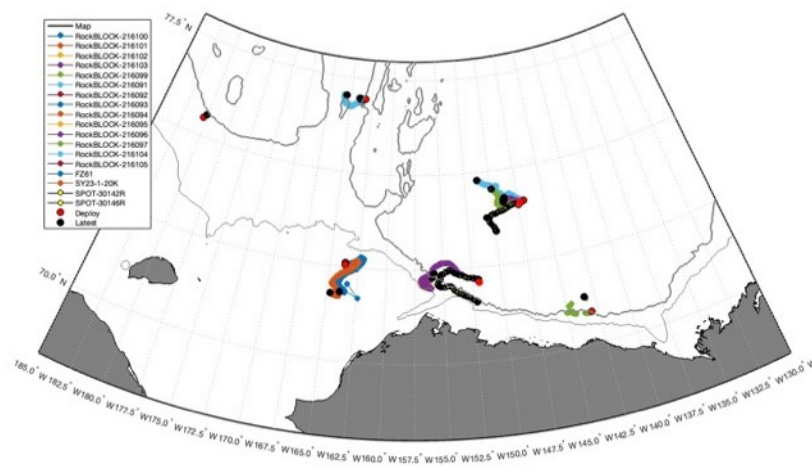 77.5° N
Map
RockBLOCK-216100
RockBLOCK-216101
RockBLOCK-216102
RockBLOCK-216103
RockBLOCK-216099
RockBLOCK-216091
RockBLOCK-216092
RockBLOCK-216093
RockBLOCK-216094
RockBLOCK-216095
RockBLOCK-216096
RockBLOCK-216097
RockBLOCK-216104
RockBLOCK-216105
FZ61
SY23-1-20K
SPOT-30142R
SPOT-30146R
Deploy
Latest
70.0° N
185.0° W 182.5° W 180.0° W 177.5° W 175.0° W 172.5° W 170.0° W 167.5° W 165.0° W 162.5° W 160.0° W 157.5° W 155.0° W 152.5° W 150.0° W 147.5° W 145.0° W 142.5° W 140.0° W 137.5° W 135.0° W 132.5° W 130.0° W